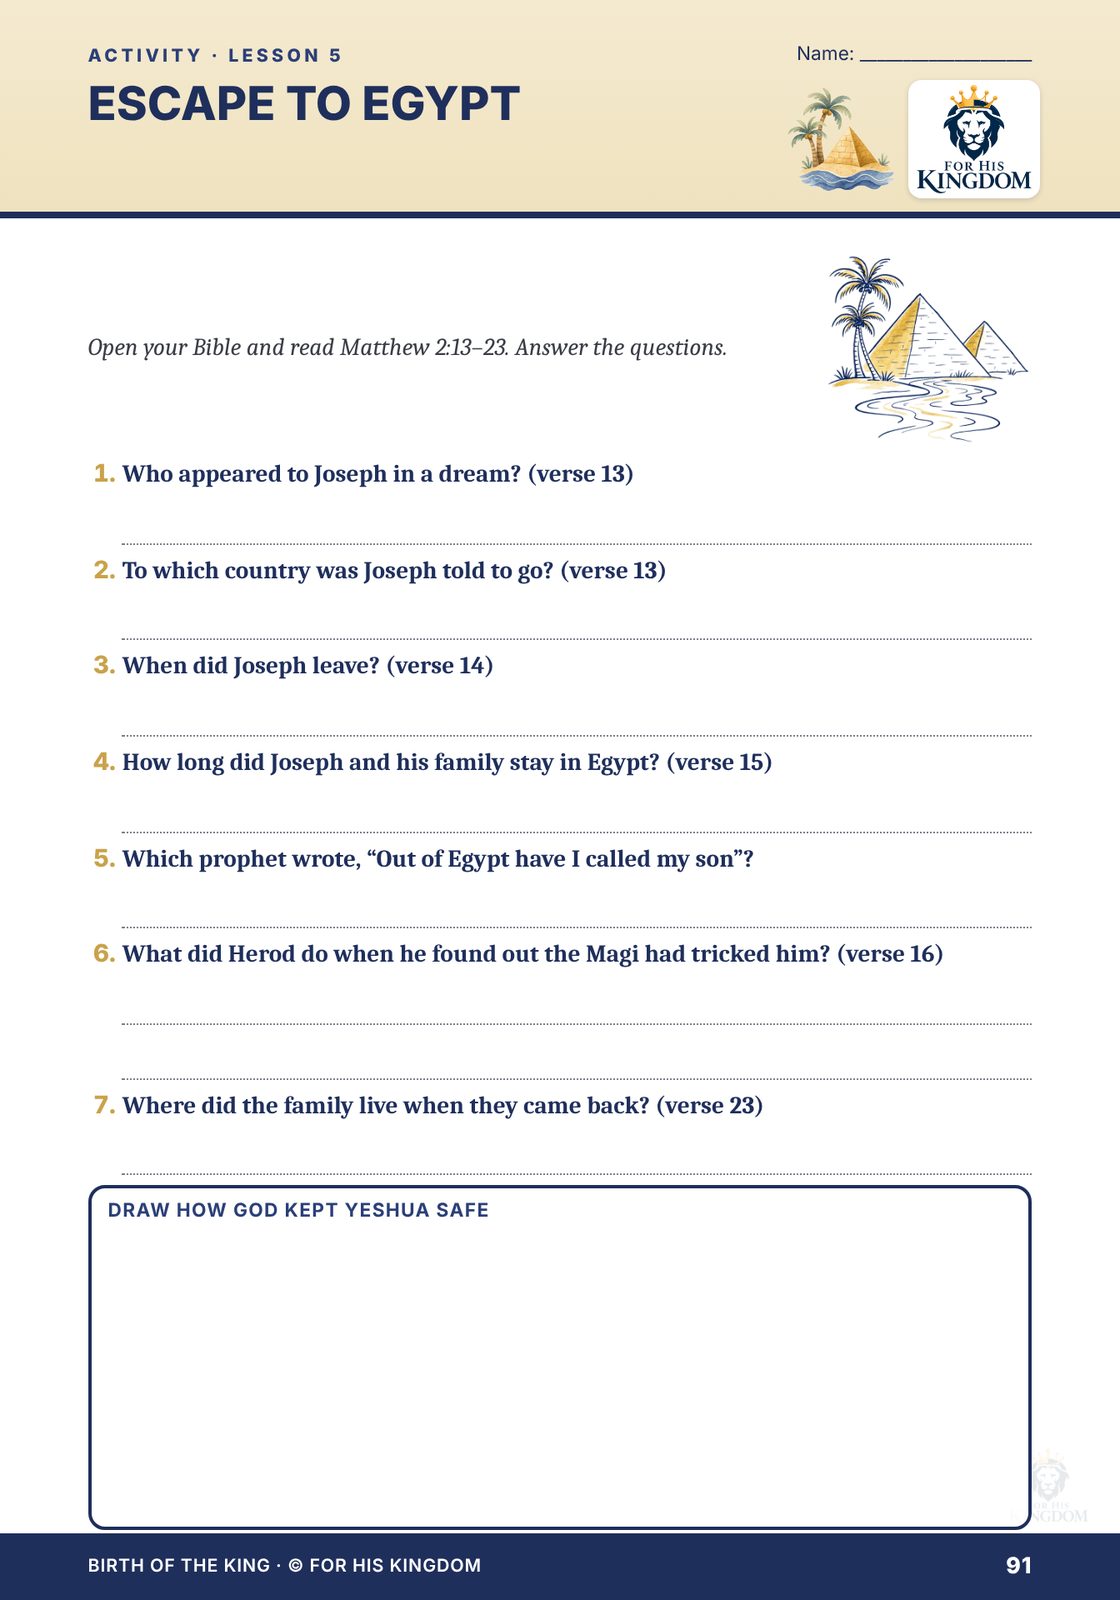 ACTIVITY · LESSON 5
Name: ____________________
ESCAPE TO EGYPT
FOR HIS
KINGDOM
Open your Bible and read Matthew 2:13–23. Answer the questions.
1. Who appeared to Joseph in a dream? (verse 13)
2. To which country was Joseph told to go? (verse 13)
3. When did Joseph leave? (verse 14)
4. How long did Joseph and his family stay in Egypt? (verse 15)
5. Which prophet wrote, “Out of Egypt have I called my son”?
6. What did Herod do when he found out the Magi had tricked him? (verse 16)
7. Where did the family live when they came back? (verse 23)
DRAW HOW GOD KEPT YESHUA SAFE
FOR HIS
KINGDOM
BIRTH OF THE KING · © FOR HIS KINGDOM
91